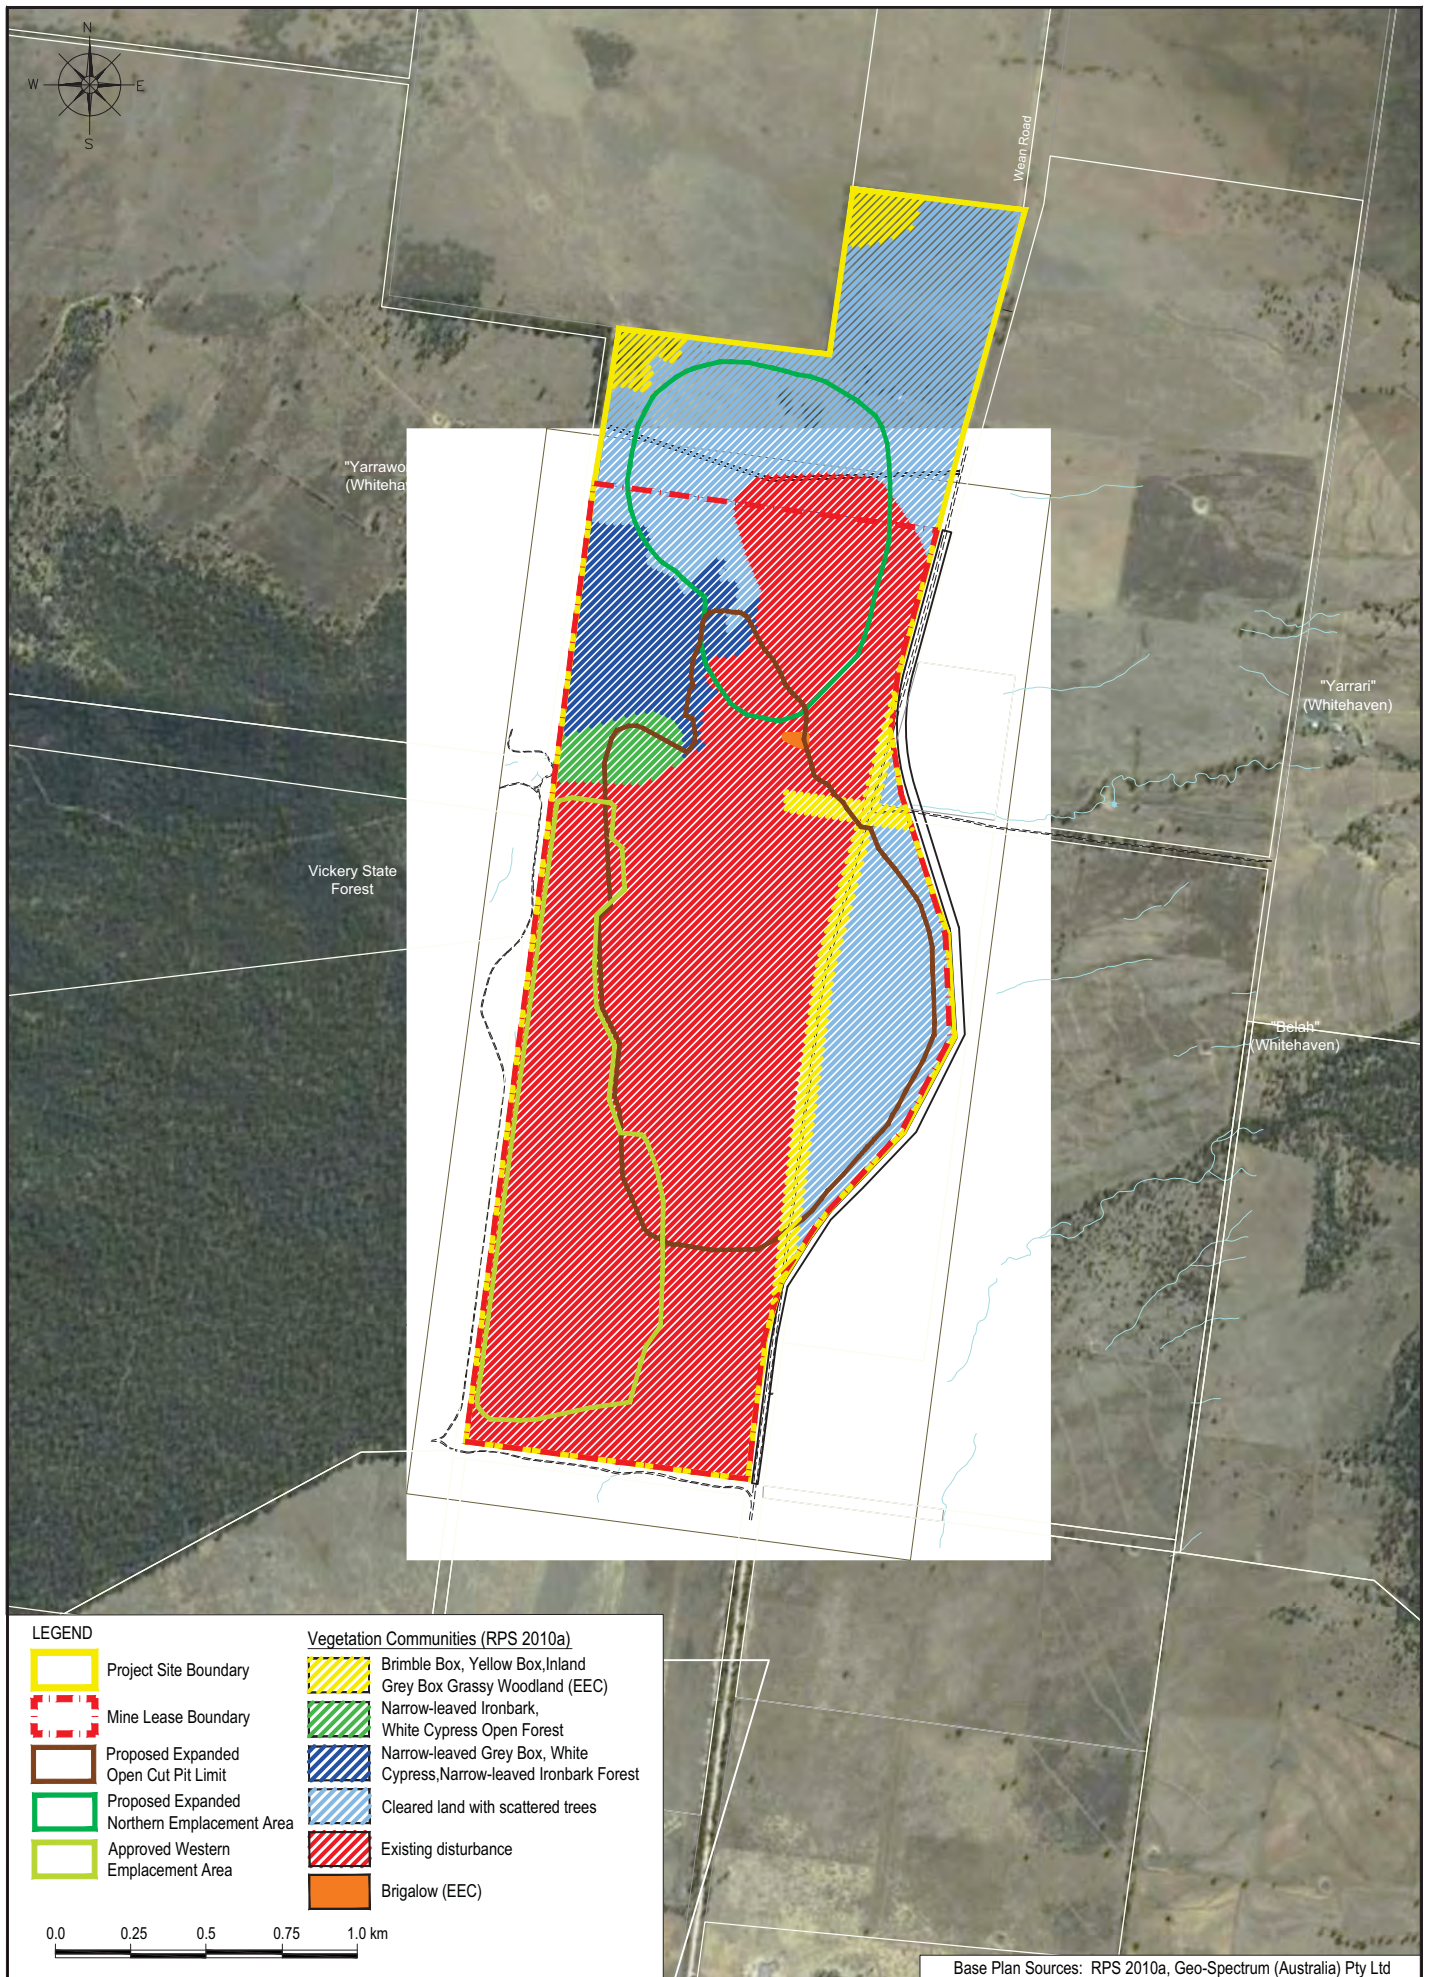 N
W
E
S
Wean Road
"Yarrawo
(Whiteha
"Yarrari"
(Whitehaven)
Vickery State
Forest
"Belah"
(Whitehaven)
LEGEND
Project Site Boundary
Mine Lease Boundary
Proposed Expanded
Open Cut Pit Limit
Proposed Expanded
Northern Emplacement Area
Approved Western
Emplacement Area
Vegetation Communities (RPS 2010a)
Brimble Box, Yellow Box,Inland
Grey Box Grassy Woodland (EEC)
Narrow-leaved Ironbark,
White Cypress Open Forest
Narrow-leaved Grey Box, White
Cypress,Narrow-leaved Ironbark Forest
Cleared land with scattered trees
Existing disturbance
Brigalow (EEC)
0.0 0.25 0.5 0.75 1.0 km
Base Plan Sources: RPS 2010a, Geo-Spectrum (Australia) Pty Ltd